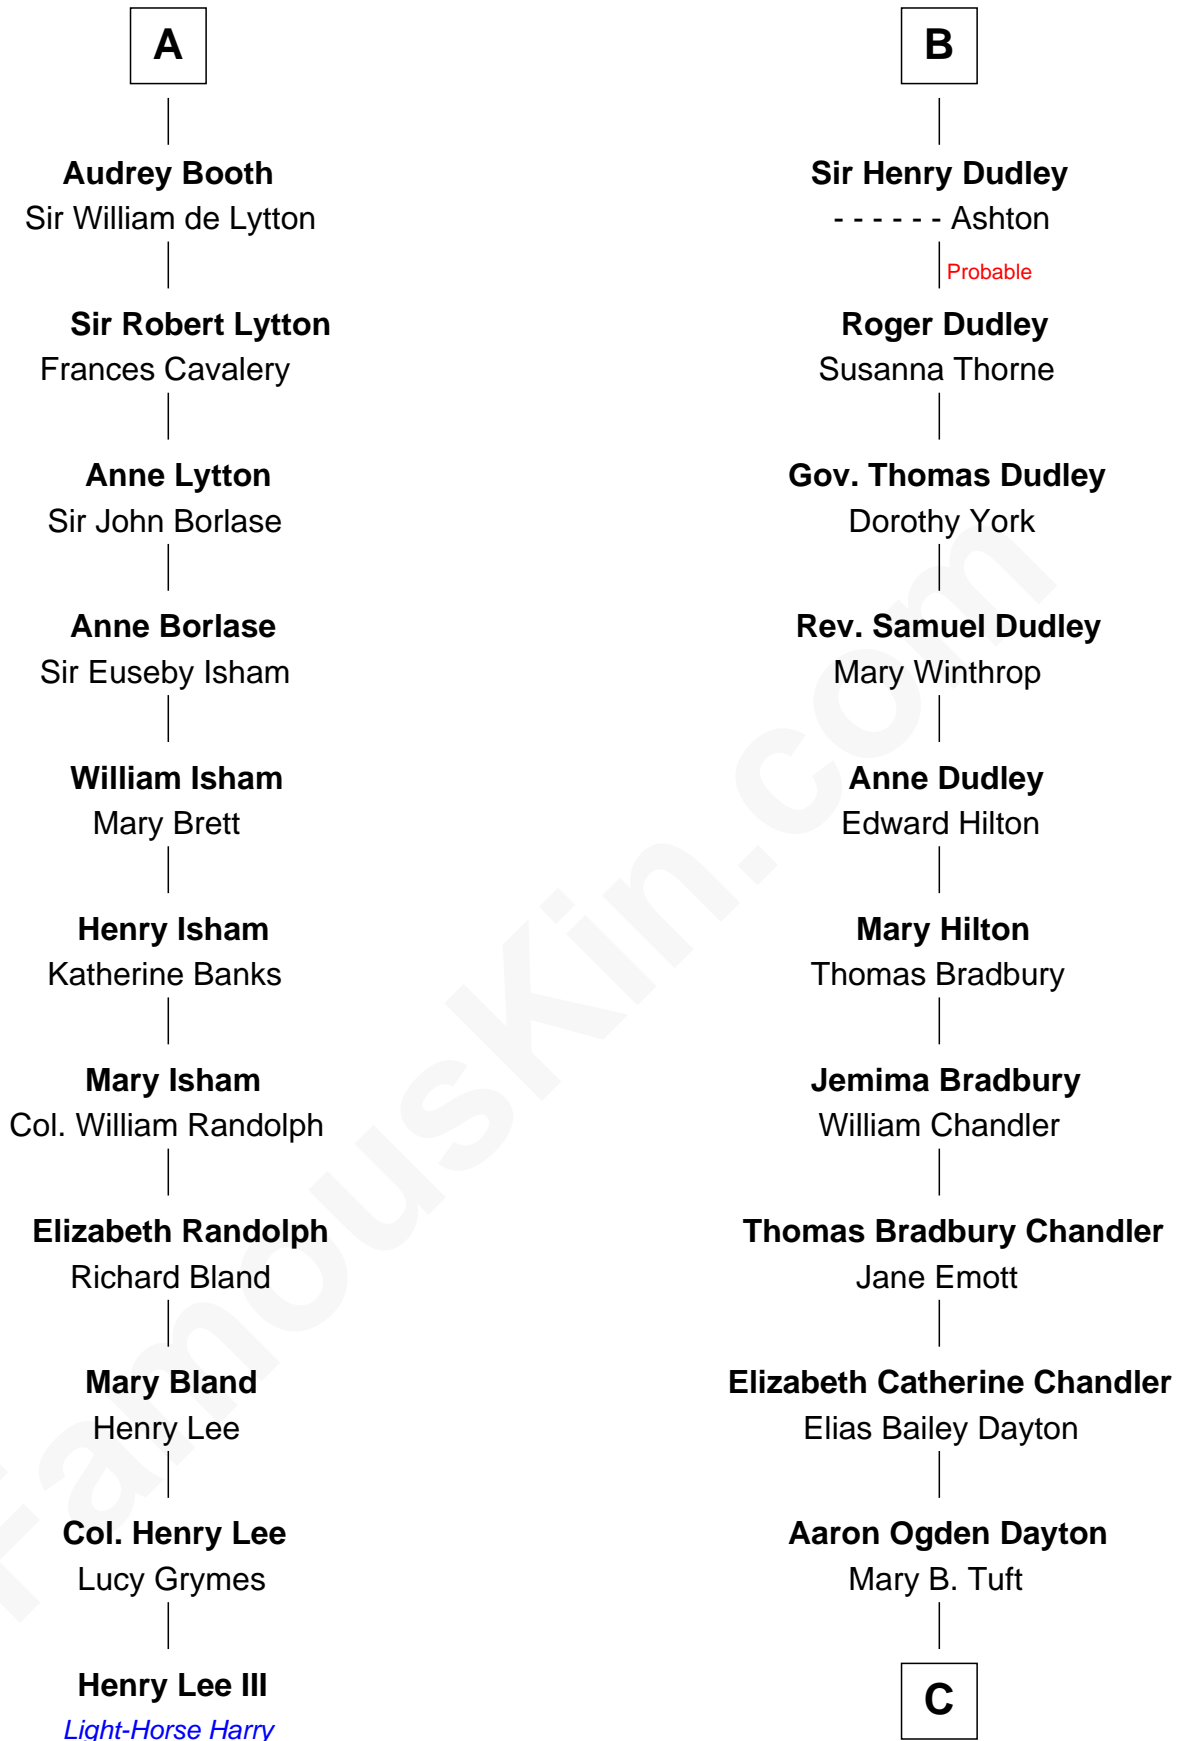 A
Audrey Booth
Sir William de Lytton
Sir Robert Lytton
Frances Cavalery
Anne Lytton
Sir John Borlase
Anne Borlase
Sir Euseby Isham
William Isham
Mary Brett
Henry Isham
Katherine Banks
Mary Isham
Col. William Randolph
Elizabeth Randolph
Richard Bland
Mary Bland
Henry Lee
Col. Henry Lee
Lucy Grymes
Henry Lee III
Light-Horse Harry
B
Sir Henry Dudley
- - - - - - Ashton
Probable
Roger Dudley
Susanna Thorne
Gov. Thomas Dudley
Dorothy York
Rev. Samuel Dudley
Mary Winthrop
Anne Dudley
Edward Hilton
Mary Hilton
Thomas Bradbury
Jemima Bradbury
William Chandler
Thomas Bradbury Chandler
Jane Emott
Elizabeth Catherine Chandler
Elias Bailey Dayton
Aaron Ogden Dayton
Mary B. Tuft
C
FamousKin.com